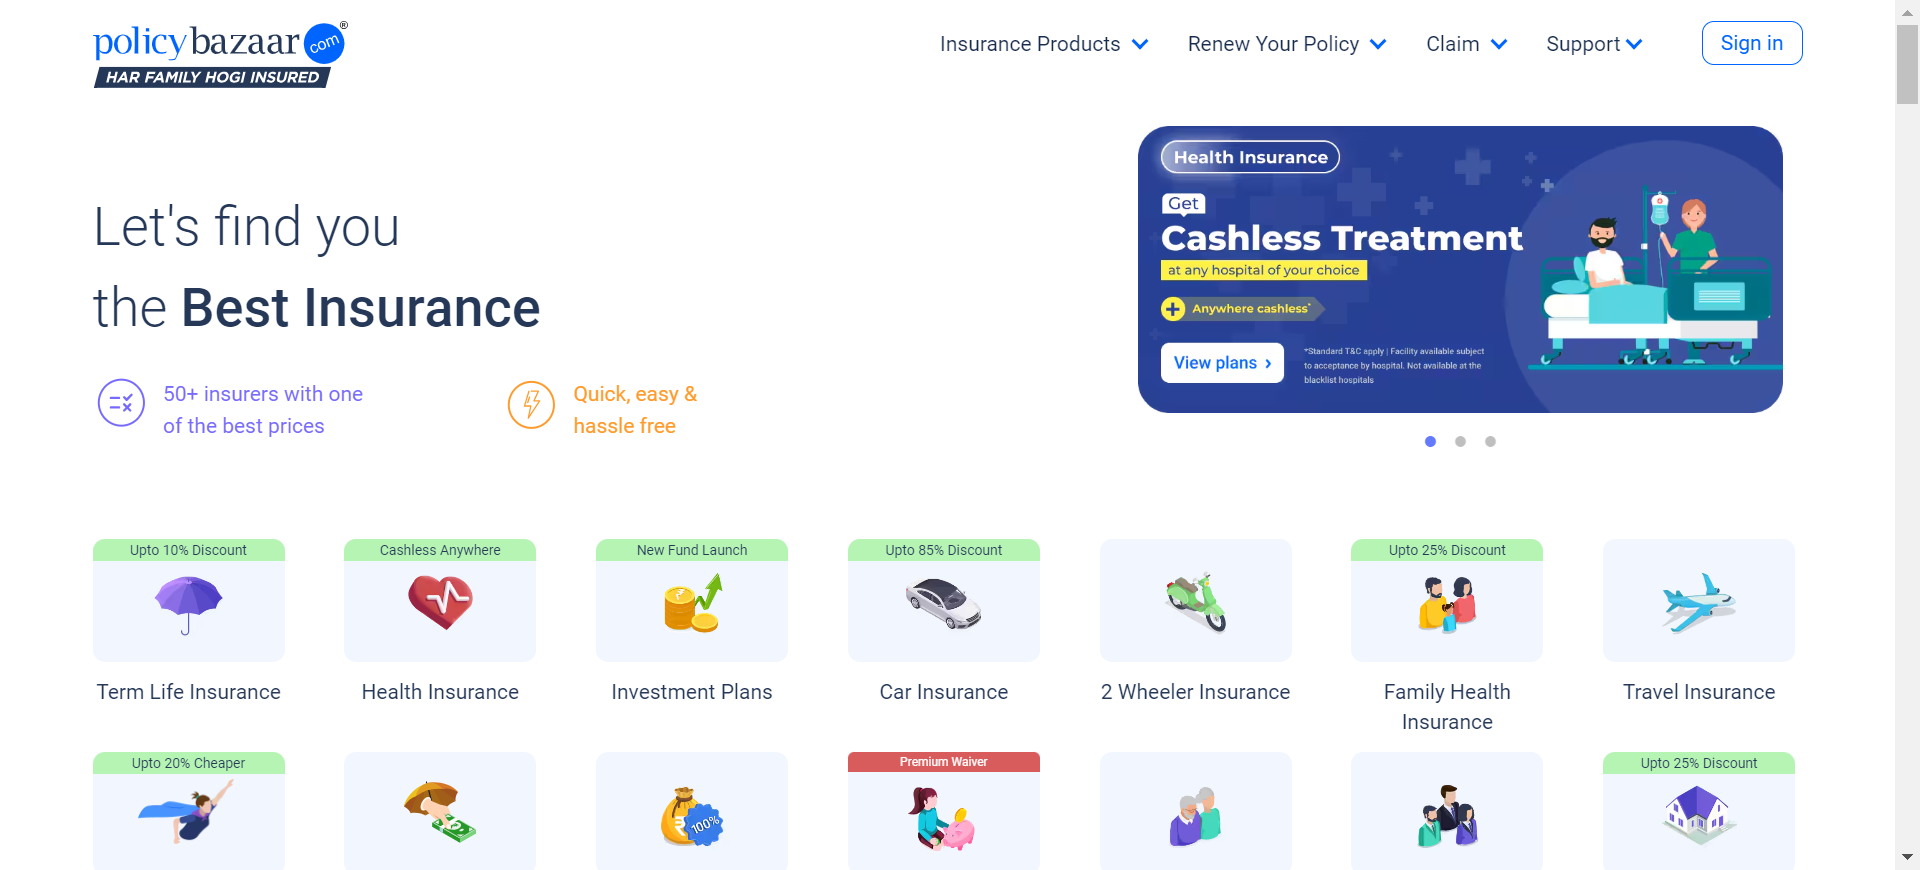 policybazaar com ®
HAR FAMILY HOGI INSURED
Insurance Products
Renew Your Policy
Claim
Support
Sign in
Let's find you
the Best Insurance
50+ insurers with one
of the best prices
Quick, easy &
hassle free
Health Insurance
Get
Cashless Treatment
at any hospital of your choice
Anywhere cashless*
View plans ›
*Standard T&C apply | Facility available subject
to acceptance by hospital. Not available at the
blacklist hospitals
Upto 10% Discount
Cashless Anywhere
New Fund Launch
Upto 85% Discount
Upto 25% Discount
Term Life Insurance
Health Insurance
Investment Plans
Car Insurance
2 Wheeler Insurance
Family Health
Insurance
Travel Insurance
Upto 20% Cheaper
₹
100%
Premium Waiver
Upto 25% Discount